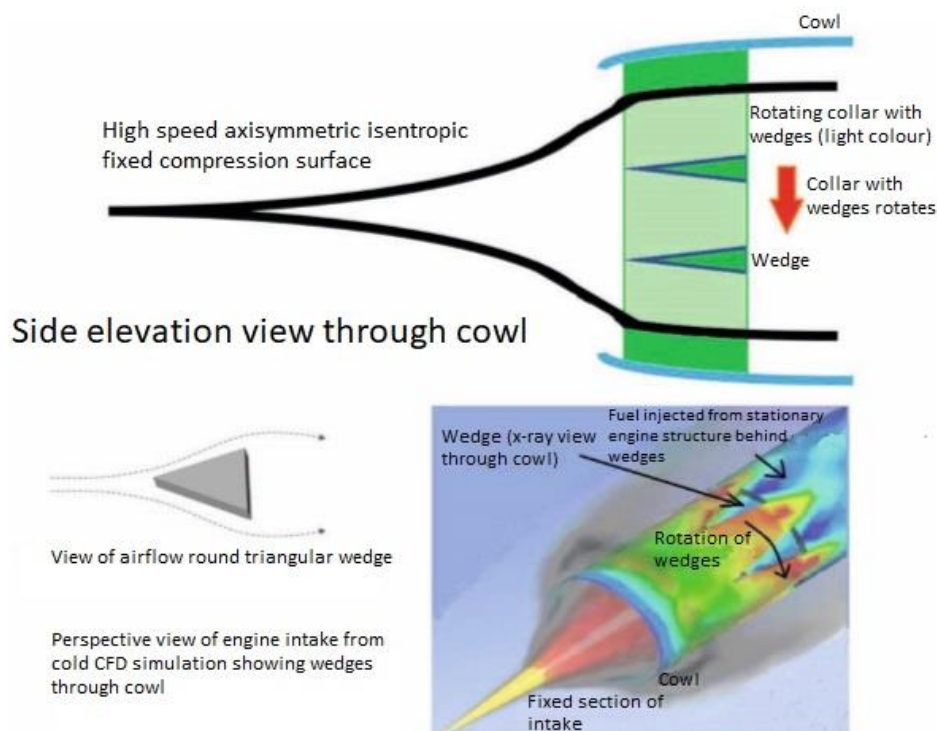 Cowl
High speed axisymmetric isentropic
fixed compression surface
Rotating collar with
wedges (light colour)
Collar with
wedges rotates
Wedge
Side elevation view through cowl
View of airflow round triangular wedge
Perspective view of engine intake from
cold CFD simulation showing wedges
through cowl
Fuel injected from stationary
engine structure behind
wedges
Wedge (x-ray view
through cowl)
Rotation of
wedges
Cowl
Fixed section of
intake